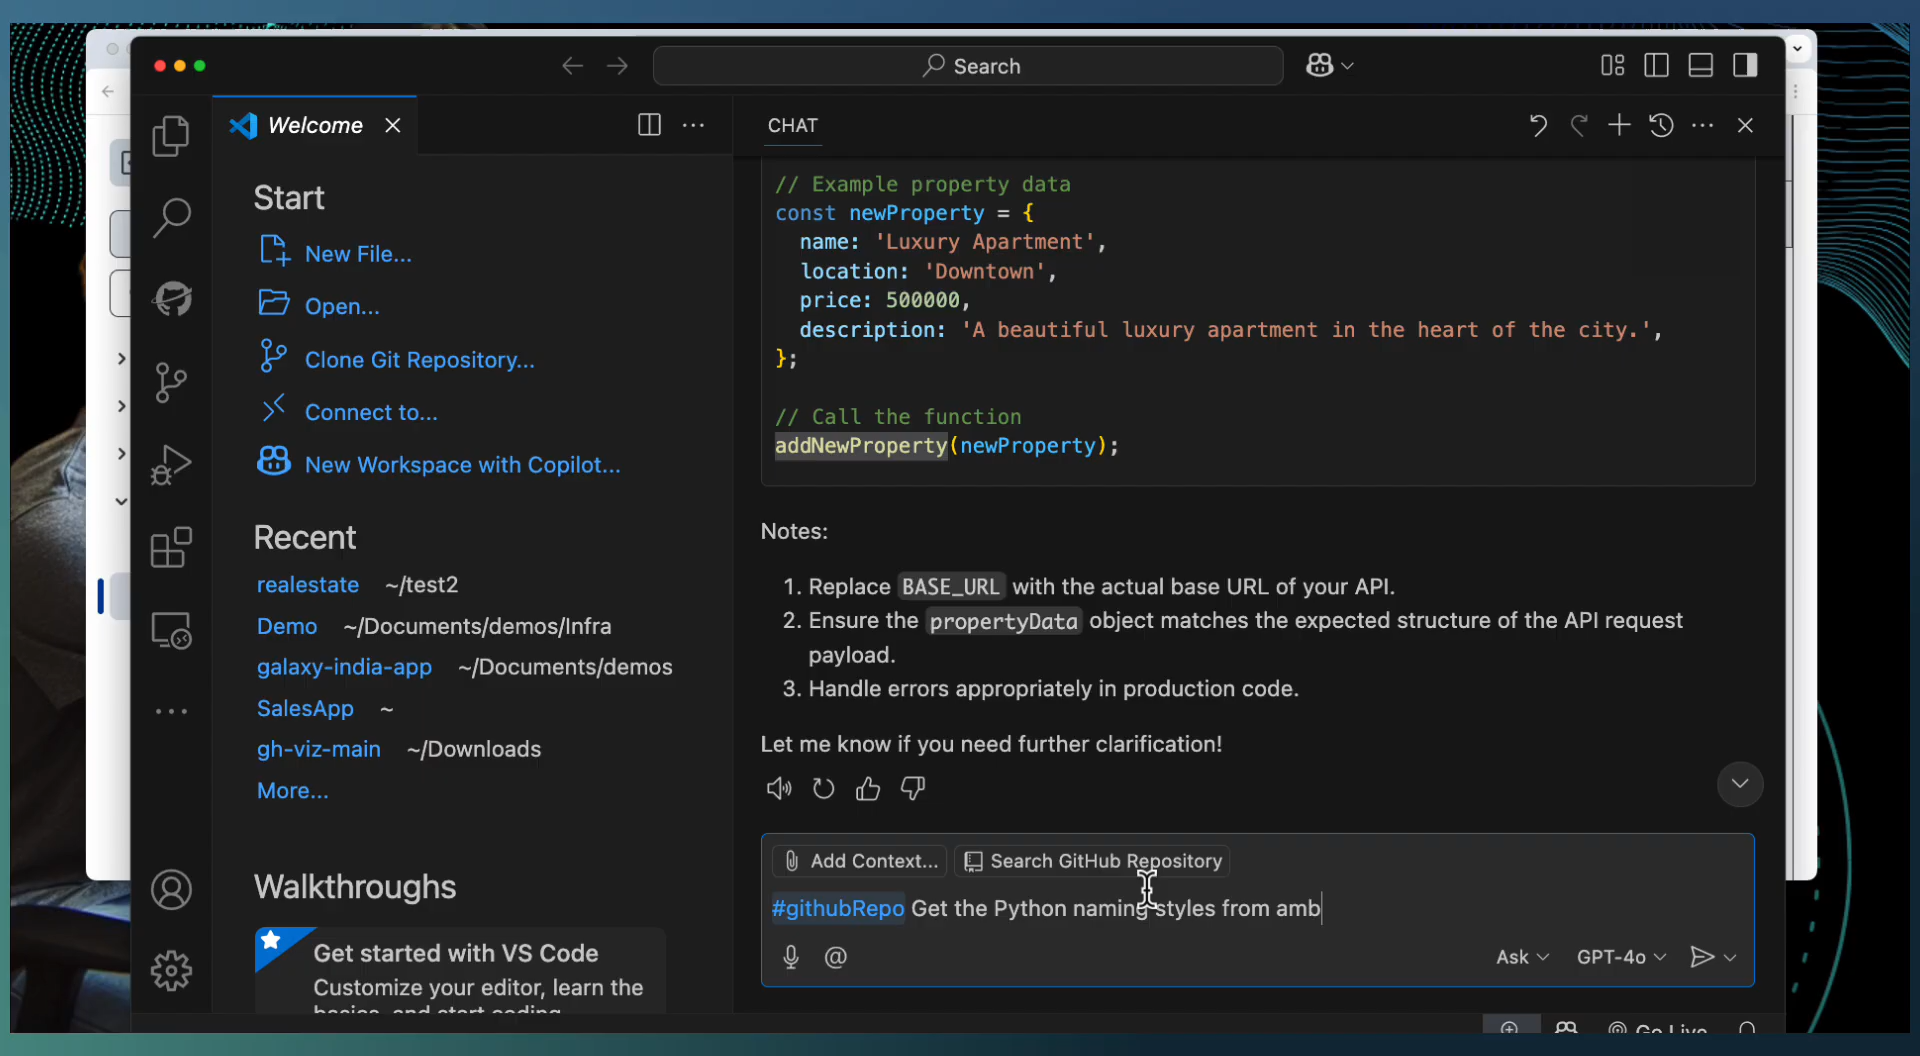 Search
Welcome
CHAT
Start
New File...
Open...
Clone Git Repository...
Connect to...
New Workspace with Copilot...
Recent
realestate ~/test2
Demo ~/Documents/demos/Infra
galaxy-india-app ~/Documents/demos
SalesApp ~
gh-viz-main ~/Downloads
More...
Walkthroughs
Get started with VS Code
Customize your editor, learn the
basics, and start coding
// Example property data
const newProperty = {
name: 'Luxury Apartment',
location: 'Downtown',
price: 500000,
description: 'A beautiful luxury apartment in the heart of the city.',
};
// Call the function
addNewProperty(newProperty);
Notes:
1. Replace BASE_URL with the actual base URL of your API.
2. Ensure the propertyData object matches the expected structure of the API request
payload.
3. Handle errors appropriately in production code.
Let me know if you need further clarification!
Add Context...
Search GitHub Repository
#githubRepo Get the Python naming styles from amb
@
Ask
GPT-4o
Go Live